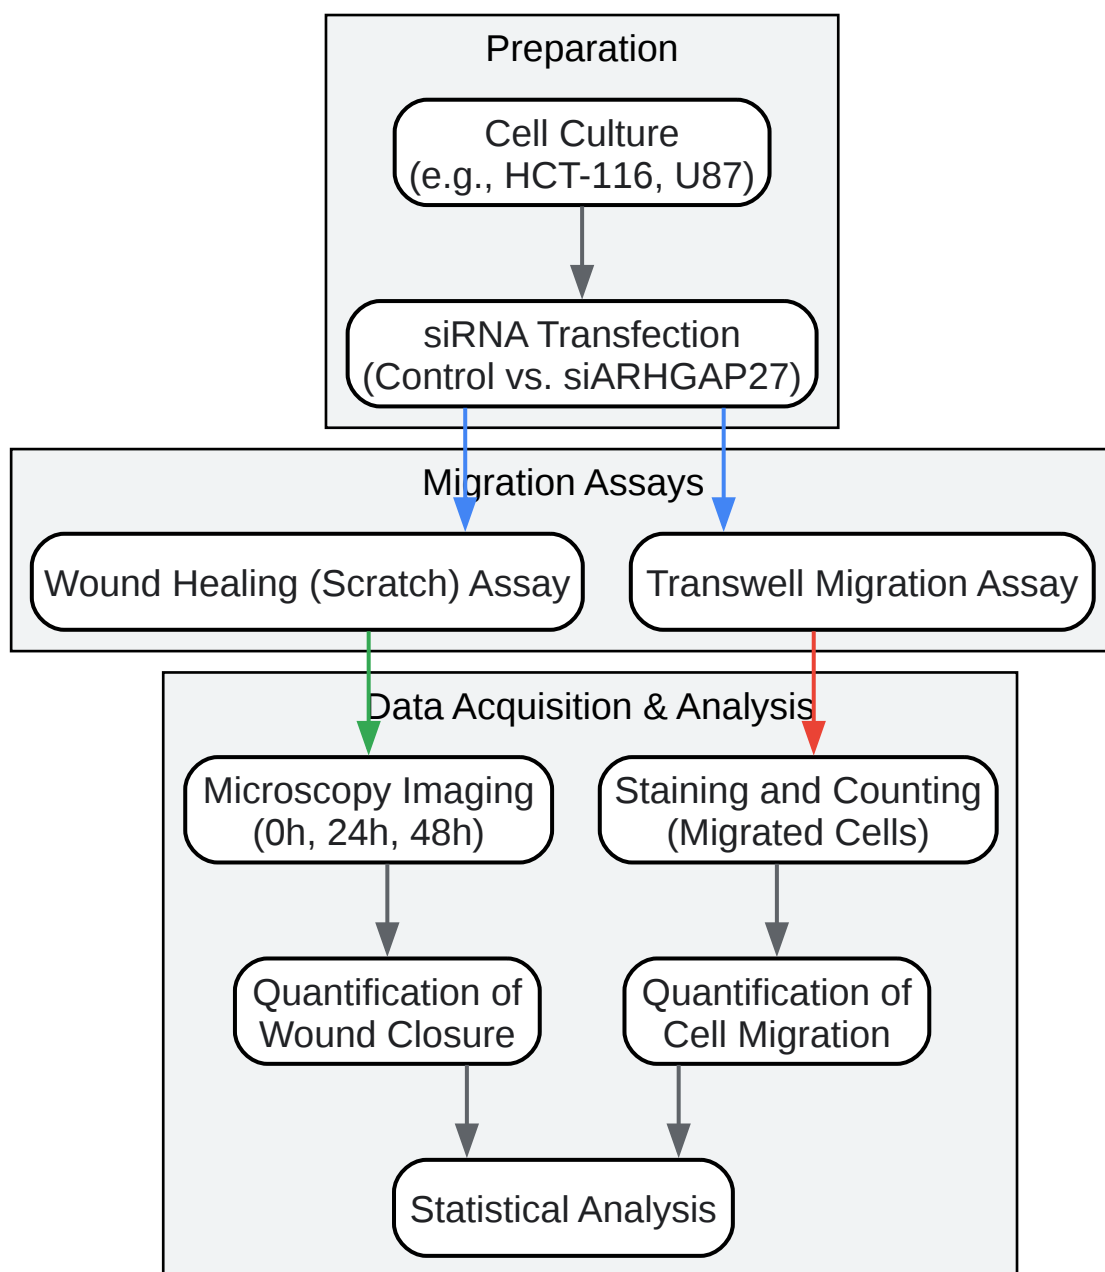 Preparation
Cell Culture
(e.g., HCT-116, U87)
siRNA Transfection
(Control vs. siARHGAP27)
Migration Assays
Wound Healing (Scratch) Assay
Transwell Migration Assay
Data Acquisition & Analysis
Microscopy Imaging
(0h, 24h, 48h)
Staining and Counting
(Migrated Cells)
Quantification of
Wound Closure
Quantification of
Cell Migration
Statistical Analysis